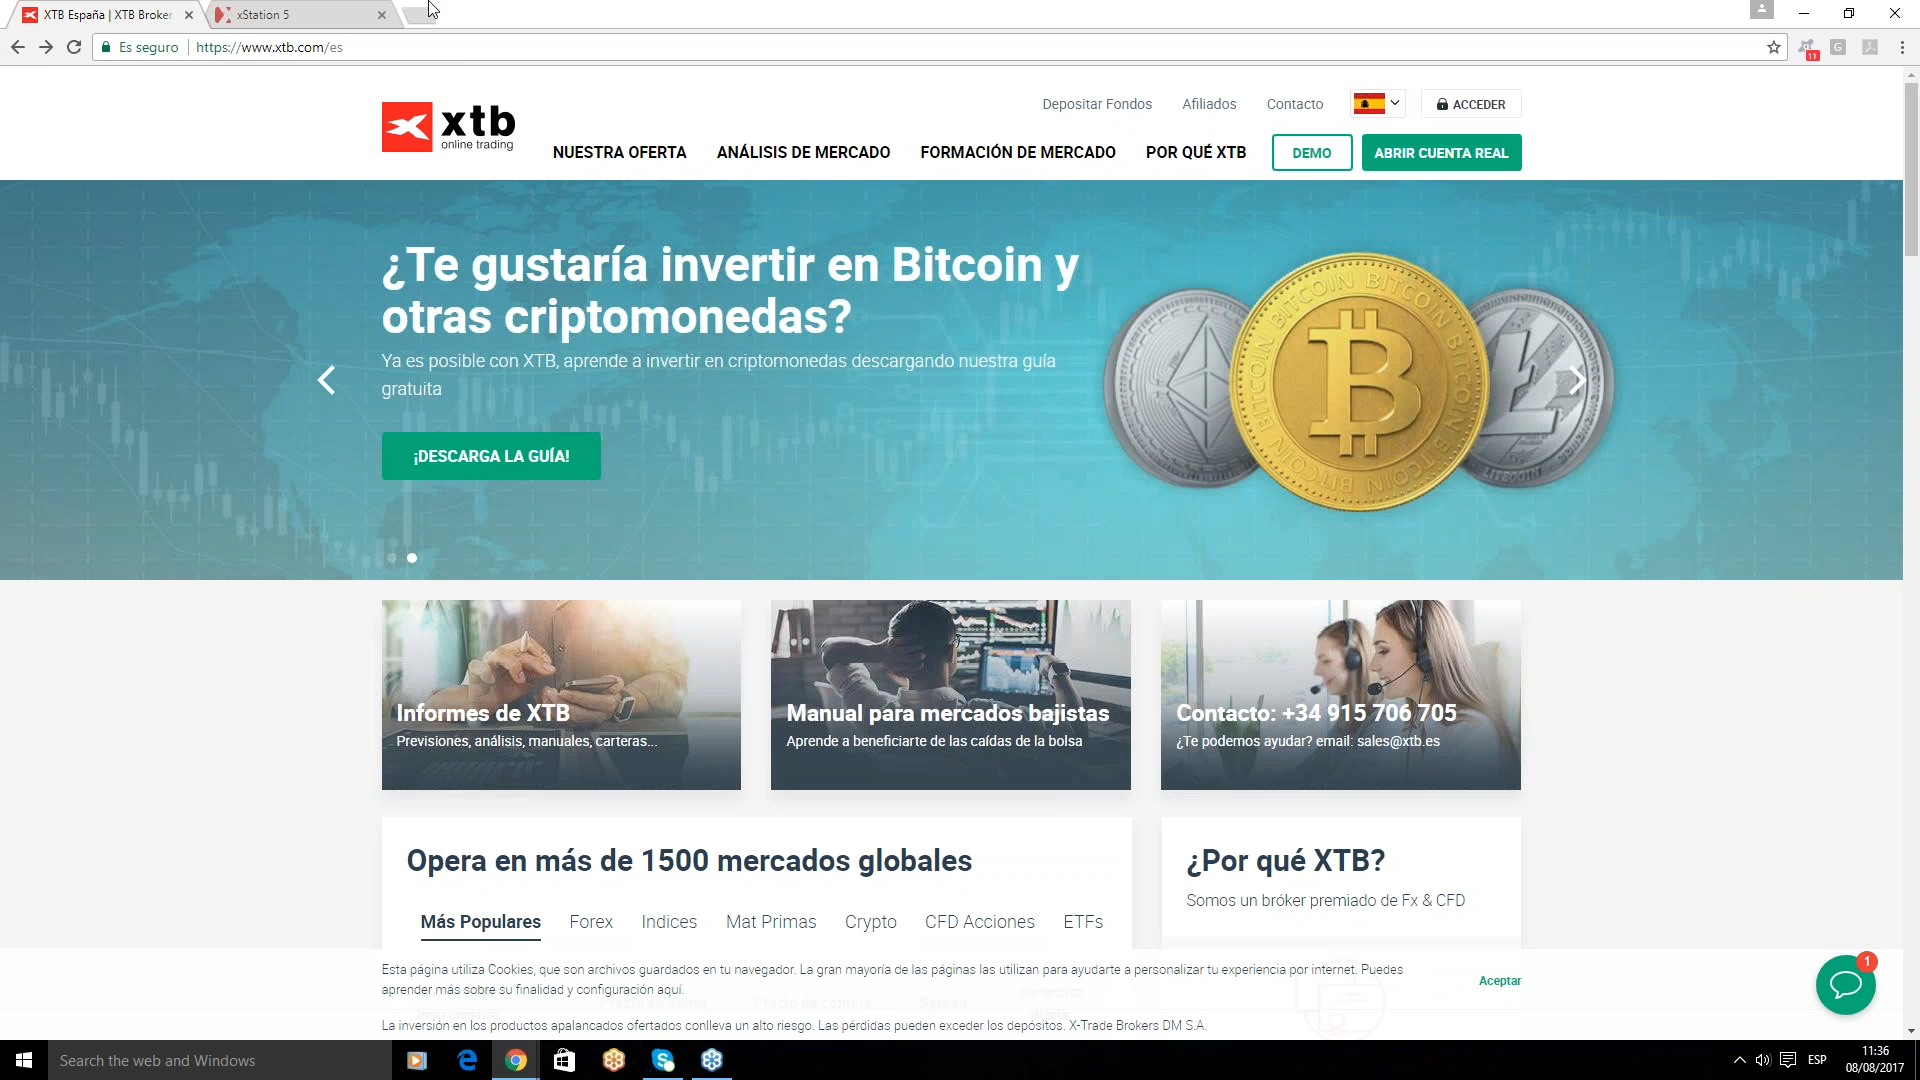 XTB España | XTB Broker
xStation 5
Es seguro
https://www.xtb.com/es
11
Depositar Fondos
Afiliados
Contacto
ACCEDER
xtb
online trading
NUESTRA OFERTA
ANÁLISIS DE MERCADO
FORMACIÓN DE MERCADO
POR QUÉ XTB
DEMO
ABRIR CUENTA REAL
¿Te gustaría invertir en Bitcoin y
otras criptomonedas?
Ya es posible con XTB, aprende a invertir en criptomonedas descargando nuestra guía
gratuita
¡DESCARGA LA GUÍA!
BITCOIN BITCOIN BITCOIN
LITECOIN
Informes de XTB
Previsiones, análisis, manuales, carteras...
Manual para mercados bajistas
Aprende a beneficiarte de las caídas de la bolsa
Contacto: +34 915 706 705
¿Te podemos ayudar? email: sales@xtb.es
Opera en más de 1500 mercados globales
Más Populares
Forex
Indices
Mat Primas
Crypto
CFD Acciones
ETFs
¿Por qué XTB?
Somos un bróker premiado de Fx & CFD
Esta página utiliza Cookies, que son archivos guardados en tu navegador. La gran mayoría de las páginas las utilizan para ayudarte a personalizar tu experiencia por internet. Puedes
aprender más sobre su finalidad y configuración aquí.
Aceptar
1
La inversión en los productos apalancados ofertados conlleva un alto riesgo. Las pérdidas pueden exceder los depósitos. X-Trade Brokers DM S.A.
Search the web and Windows
ESP
11:36
08/08/2017